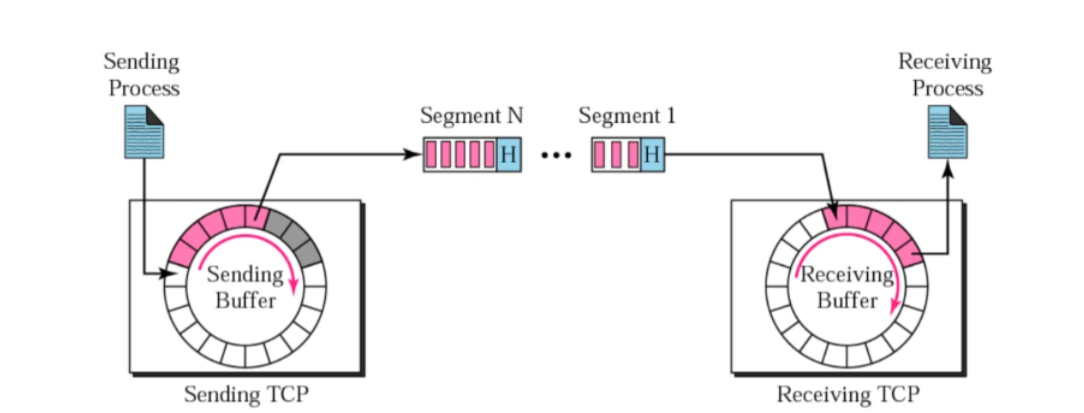 Sending
Process
Receiving
Process
Segment N
Segment 1
H
•••
H
Sending
Buffer
Receiving
Buffer
Sending TCP
Receiving TCP